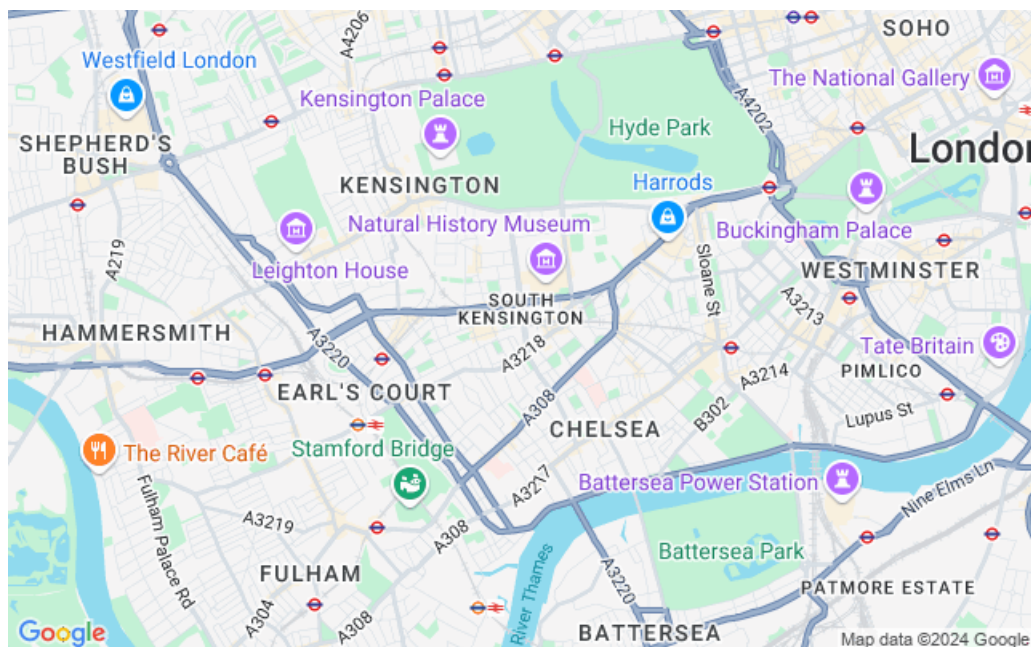 SOHO
A4206
Westfield London
The National Gallery
Kensington Palace
A4202
Hyde Park
SHEPHERD'S
BUSH
London
KENSINGTON
Harrods
Natural History Museum
Buckingham Palace
A219
Leighton House
Sloane St
WESTMINSTER
SOUTH
KENSINGTON
A3213
HAMMERSMITH
A3220
Tate Britain
A3218
PIMLICO
A3214
EARL'S COURT
A308
B302
Lupus St
CHELSEA
Stamford Bridge
The River Café
Battersea Power Station
A3217
Nine Elms Ln
Fulham Palace Rd
A3219
A308
Battersea Park
FULHAM
A3220
PATMORE ESTATE
River Thames
A304
A308
BATTERSEA
Google
Map data ©2024 Google